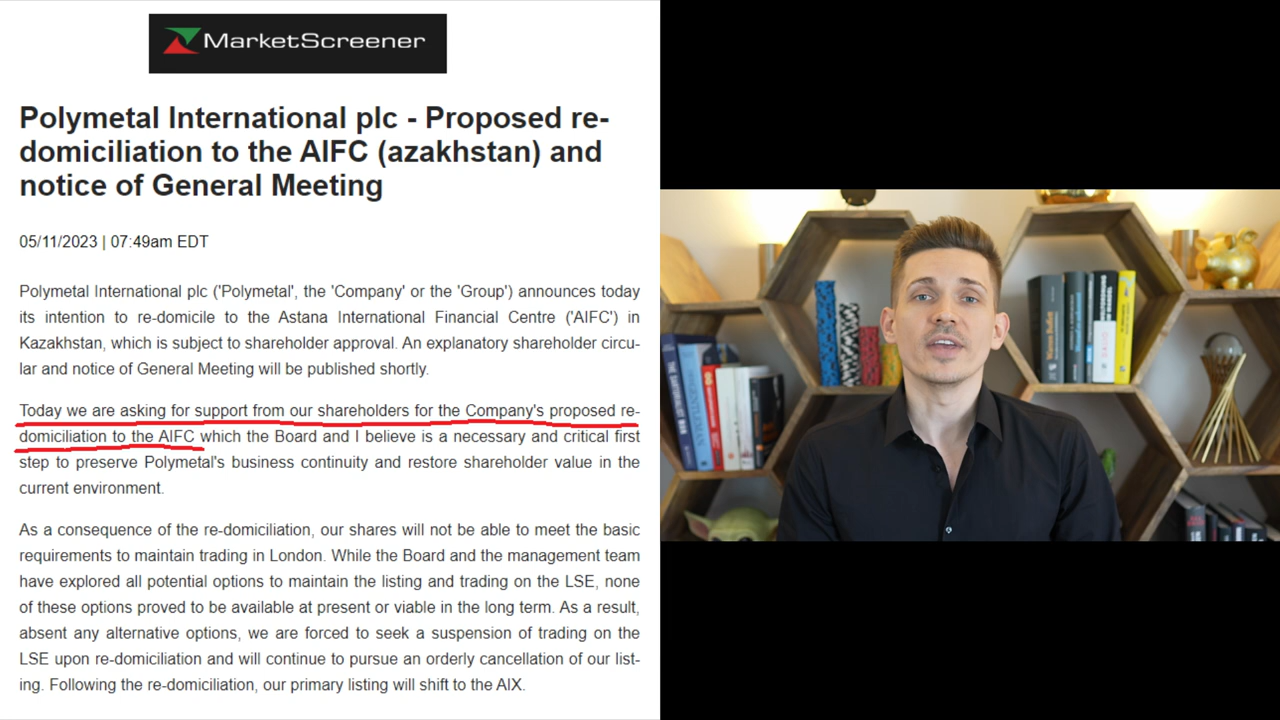 MarketScreener
Polymetal International plc - Proposed re-
domiciliation to the AIFC (azakhstan) and
notice of General Meeting
05/11/2023 | 07:49am EDT
Polymetal International plc ('Polymetal', the 'Company' or the 'Group') announces today
its intention to re-domicile to the Astana International Financial Centre ('AIFC') in
Kazakhstan, which is subject to shareholder approval. An explanatory shareholder circu-
lar and notice of General Meeting will be published shortly.
Today we are asking for support from our shareholders for the Company's proposed re-
domiciliation to the AIFC which the Board and I believe is a necessary and critical first
step to preserve Polymetal's business continuity and restore shareholder value in the
current environment.
As a consequence of the re-domiciliation, our shares will not be able to meet the basic
requirements to maintain trading in London. While the Board and the management team
have explored all potential options to maintain the listing and trading on the LSE, none
of these options proved to be available at present or viable in the long term. As a result,
absent any alternative options, we are forced to seek a suspension of trading on the
LSE upon re-domiciliation and will continue to pursue an orderly cancellation of our list-
ing. Following the re-domiciliation, our primary listing will shift to the AIX.